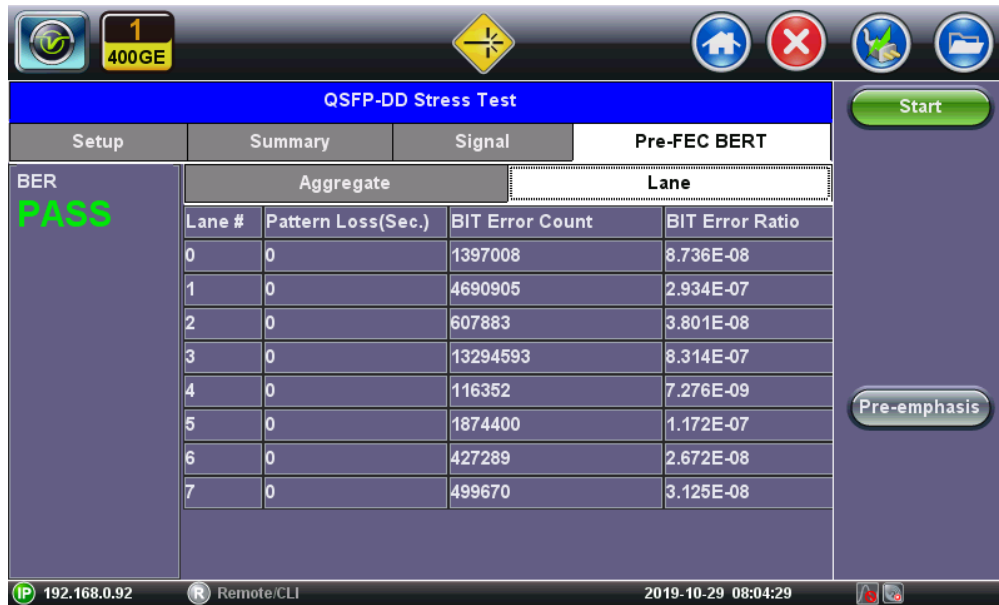 1
400GE
QSFP-DD Stress Test
Start
Setup Summary Signal Pre-FEC BERT
BER
PASS
Aggregate Lane
Lane # Pattern Loss(Sec.) BIT Error Count BIT Error Ratio
0 0 1397008 8.736E-08
1 0 4690905 2.934E-07
2 0 607883 3.801E-08
3 0 13294593 8.314E-07
4 0 116352 7.276E-09
5 0 1874400 1.172E-07
6 0 427289 2.672E-08
7 0 499670 3.125E-08
Pre-emphasis
IP 192.168.0.92 R Remote/CLI 2019-10-29 08:04:29